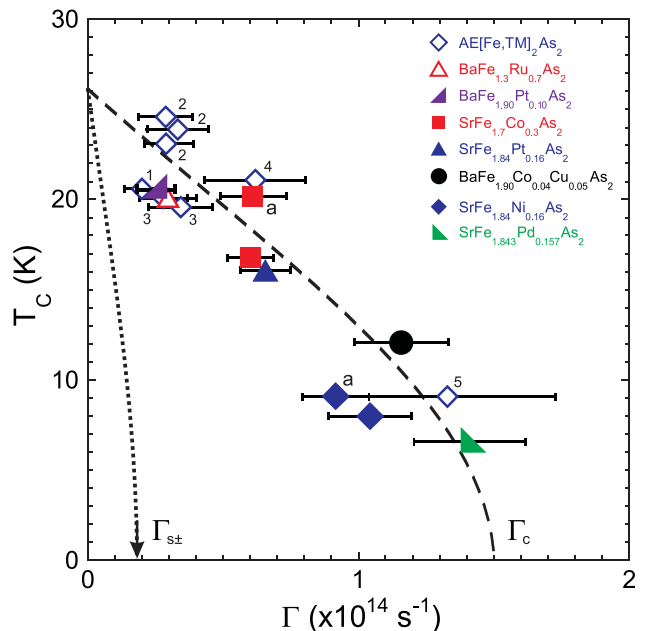 30
20
10
0
T_C (K)
0
1
2
Γ (x10^14 s^-1)
AE[Fe,TM]_2As_2
BaFe_1.3Ru_0.7As_2
BaFe_1.90Pt_0.10As_2
SrFe_1.7Co_0.3As_2
SrFe_1.84Pt_0.16As_2
BaFe_1.90Co_0.04Cu_0.05As_2
SrFe_1.84Ni_0.16As_2
SrFe_1.843Pd_0.157As_2
2
2
2
1
4
3
3
a
a
5
Γ_s±
Γ_c